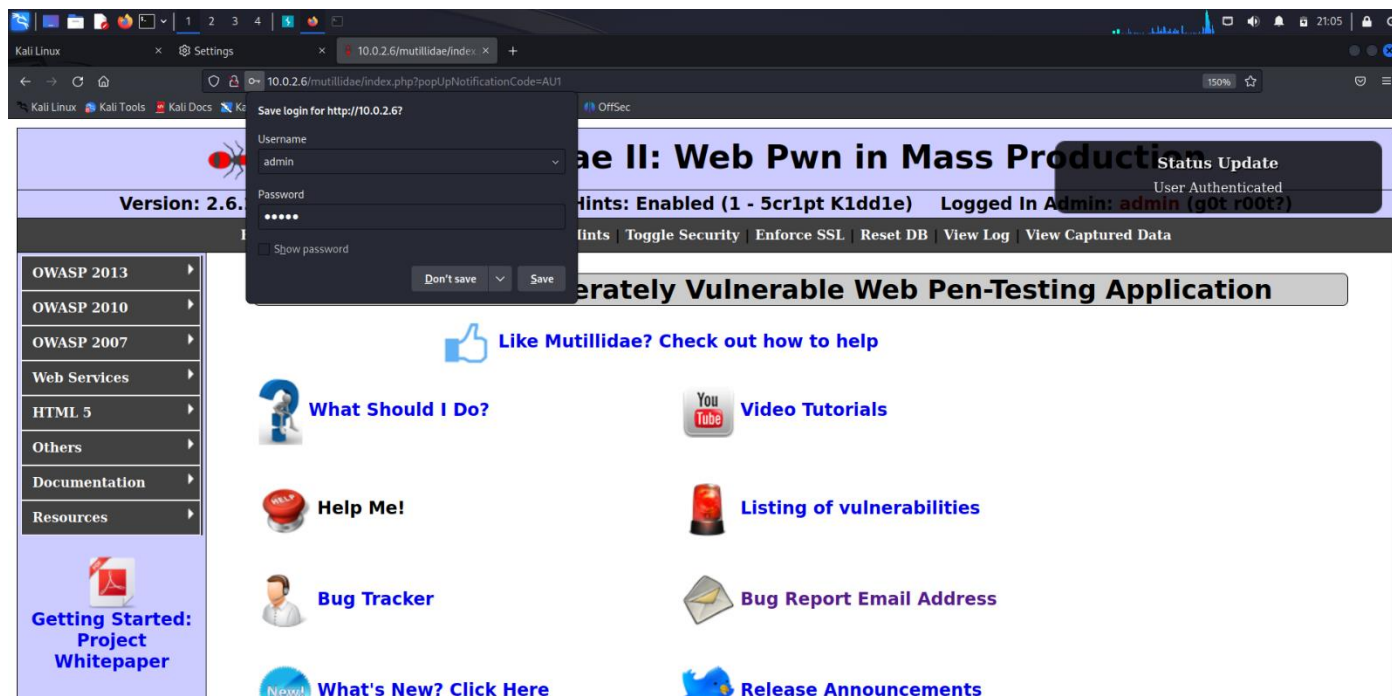 1 2 3 4 21:05
Kali Linux Settings 10.0.2.6/mutillidae/index
10.0.2.6/mutillidae/index.php?popUpNotificationCode=AU1 150%
Kali Linux Kali Tools Kali Docs OffSec
Save login for http://10.0.2.6?
Username
admin
Password
•••••
Show password
Don't save Save
ae II: Web Pwn in Mass Production
Status Update
User Authenticated
Version: 2.6. Hints: Enabled (1 - 5cr1pt K1dd1e) Logged In Admin: admin (g0t r00t?)
Hints | Toggle Security | Enforce SSL | Reset DB | View Log | View Captured Data
erately Vulnerable Web Pen-Testing Application
OWASP 2013
OWASP 2010
OWASP 2007
Web Services
HTML 5
Others
Documentation
Resources
Getting Started:
Project
Whitepaper
Like Mutillidae? Check out how to help
What Should I Do?
You
Tube
Video Tutorials
HELP
Help Me!
Listing of vulnerabilities
Bug Tracker
Bug Report Email Address
New!
What's New? Click Here
Release Announcements